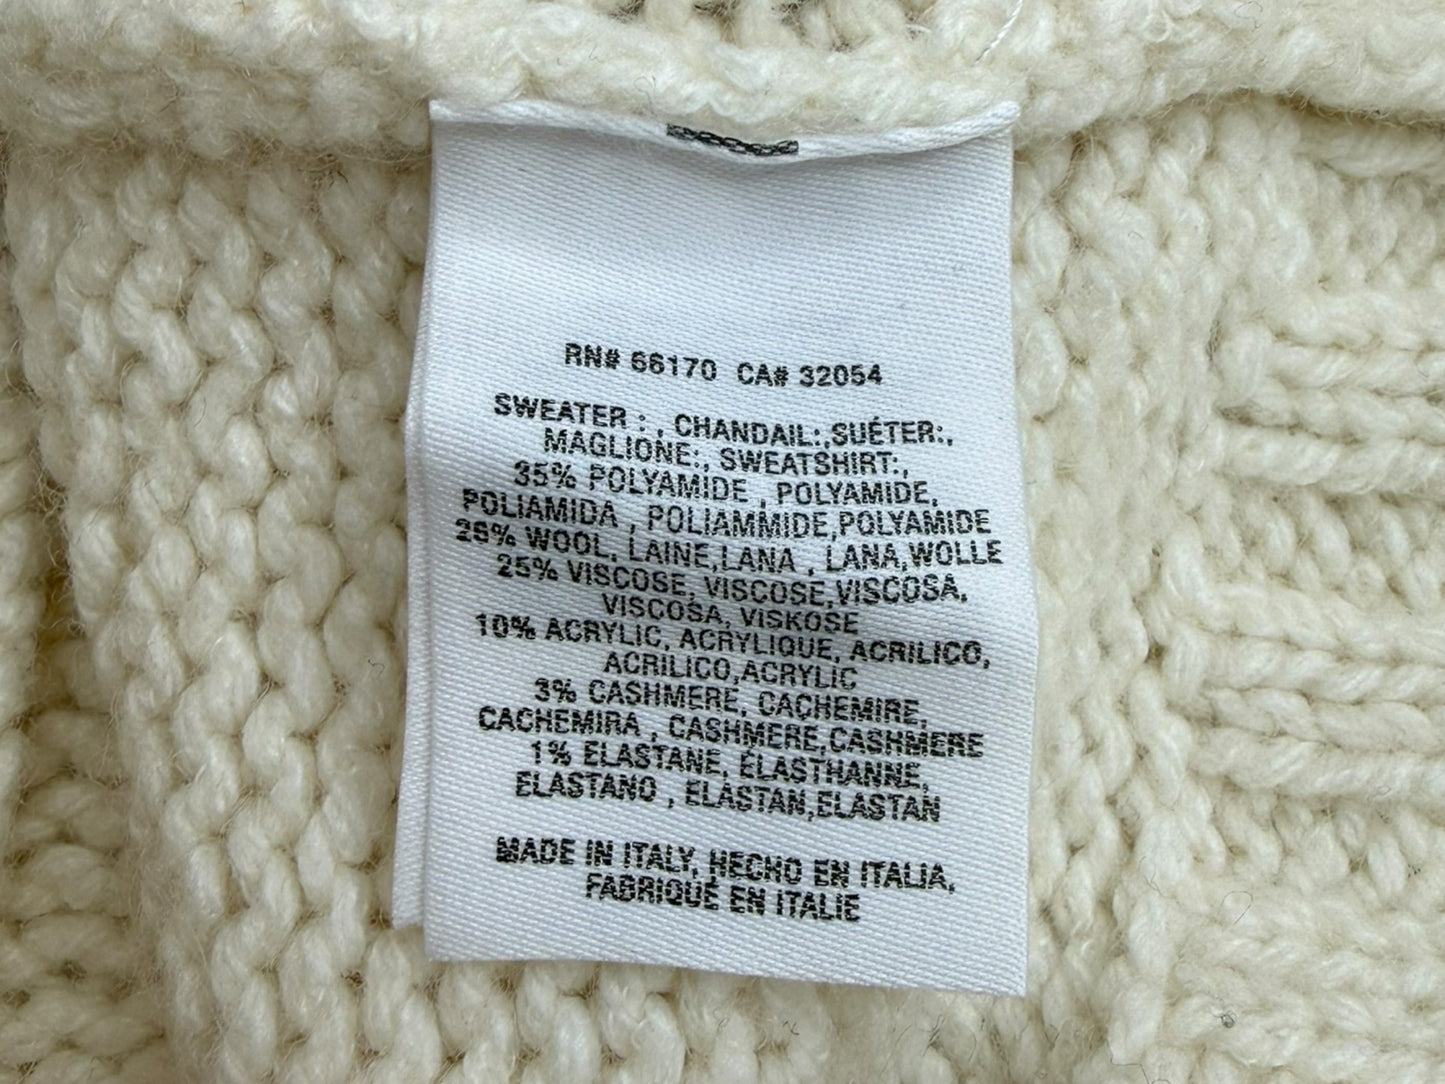 RN# 66170 CA# 32054
SWEATER : , CHANDAIL:,SUÉTER:,
MAGLIONE:, SWEATSHIRT:,
35% POLYAMIDE , POLYAMIDE,
POLIAMIDA , POLIAMMIDE,POLYAMIDE
26% WOOL, LAINE,LANA , LANA,WOLLE
25% VISCOSE, VISCOSE,VISCOSA,
VISCOSA, VISKOSE
10% ACRYLIC, ACRYLIQUE, ACRILICO,
ACRILICO,ACRYLIC
3% CASHMERE, CACHEMIRE,
CACHEMIRA , CASHMERE,CASHMERE
1% ELASTANE, ÉLASTHANNE,
ELASTANO , ELASTAN,ELASTAN
MADE IN ITALY, HECHO EN ITALIA,
FABRIQUÉ EN ITALIE